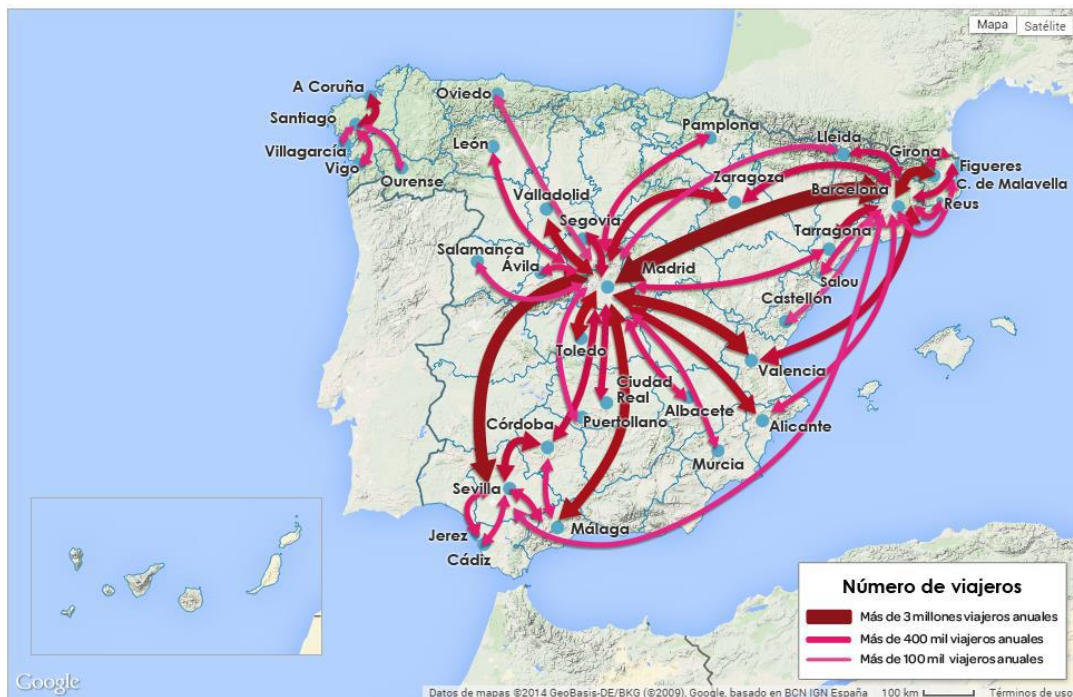 Mapa
Satélite
A Coruña
Oviedo
Santiago
Pamplona
Lleida
León
Girona
Villagarcía
Vigo
Figueres
Zaragoza
Barcelona
C. de Malavella
Ourense
Valladolid
Reus
Segovia
Tarragona
Salamanca
Ávila
Madrid
Salou
Castellón
Toledo
Valencia
Ciudad
Real
Albacete
Puertollano
Alicante
Córdoba
Murcia
Sevilla
Málaga
Jerez
Cádiz
Número de viajeros
Más de 3 millones viajeros anuales
Más de 400 mil viajeros anuales
Más de 100 mil viajeros anuales
Google
Datos de mapas ©2014 GeoBasis-DE/BKG (©2009), Google, basado en BCN IGN España
100 km
Términos de uso